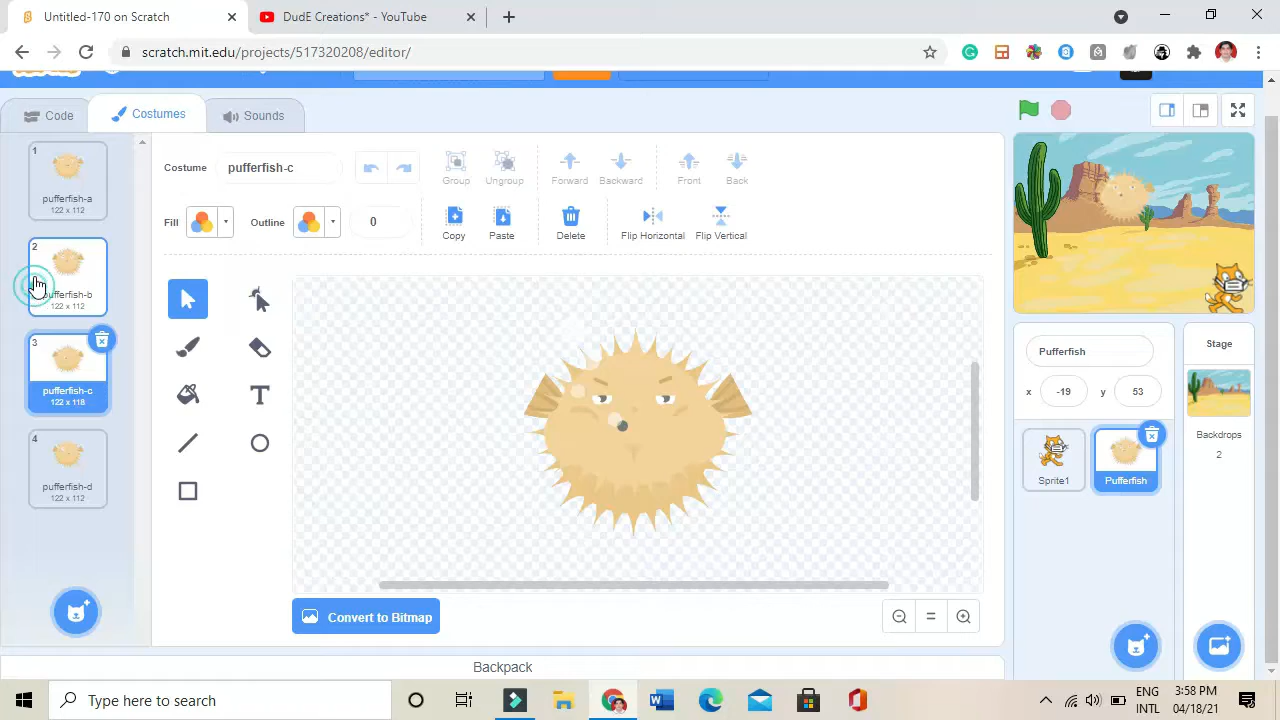 Untitled-170 on Scratch
DudE Creations* - YouTube
scratch.mit.edu/projects/517320208/editor/
Code
Costumes
Sounds
1
pufferfish-a
122 x 112
2
pufferfish-b
122 x 112
3
pufferfish-c
122 x 118
4
pufferfish-d
122 x 112
Costume
pufferfish-c
Group
Ungroup
Forward
Backward
Front
Back
Fill
Outline
0
Copy
Paste
Delete
Flip Horizontal
Flip Vertical
T
Convert to Bitmap
Backpack
Pufferfish
x
-19
y
53
Sprite1
Pufferfish
Stage
Backdrops
2
Type here to search
ENG
INTL
3:58 PM
04/18/21